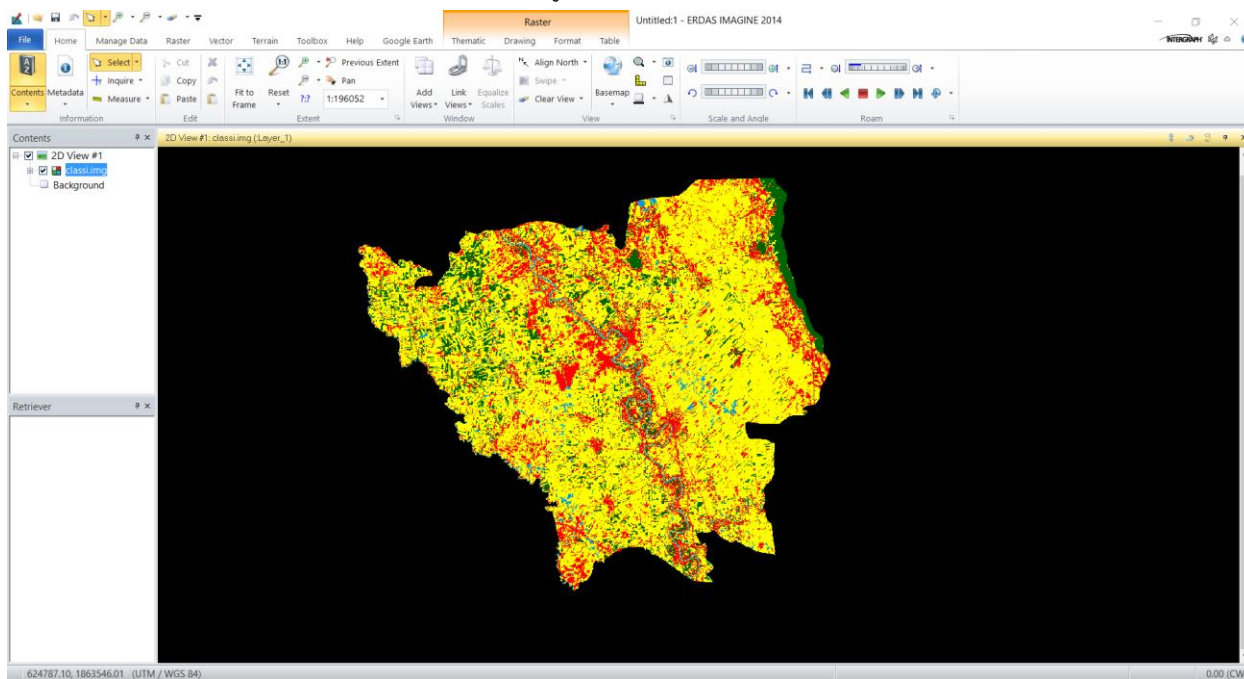 Raster
Untitled:1 - ERDAS IMAGINE 2014
File Home Manage Data Raster Vector Terrain Toolbox Help Google Earth Thematic Drawing Format Table
INTERGRAPH
Select Cut Previous Extent Align North
Inquire Copy Pan Swipe
Contents Metadata Measure Paste Fit to Frame Reset ?:? 1:196052 Add Views Link Views Equalize Scales Clear View Basemap
Information Edit Extent Window View Scale and Angle Roam
Contents
2D View #1: classi.img (:Layer_1)
2D View #1
classi.img
Background
Retriever
624787.10, 1863546.01 (UTM / WGS 84)
0.00 (CW